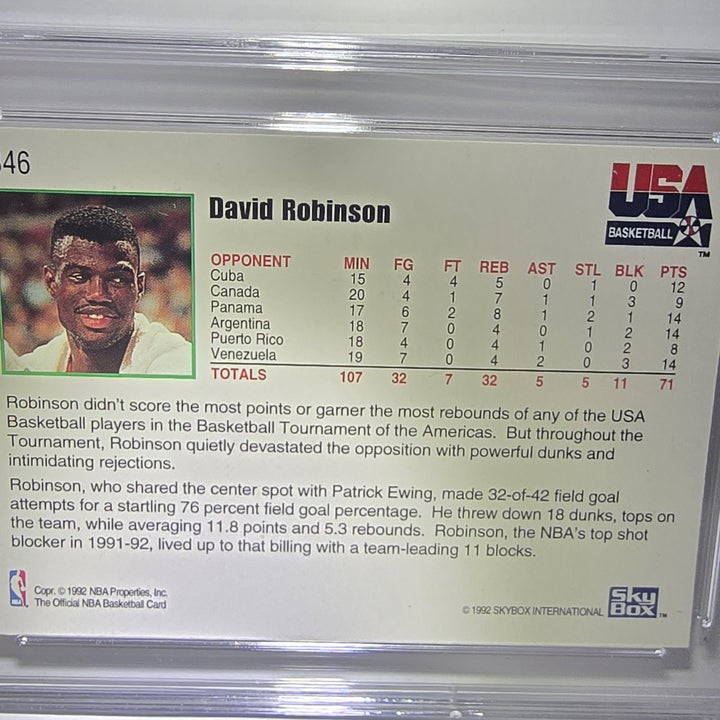 46
David Robinson
USA
BASKETBALL
TM
OPPONENT MIN FG FT REB AST STL BLK PTS
Cuba 15 4 4 5 0 1 0 12
Canada 20 4 1 7 1 1 3 9
Panama 17 6 2 8 1 2 1 14
Argentina 18 7 0 4 0 1 2 14
Puerto Rico 18 4 0 4 1 0 2 8
Venezuela 19 7 0 4 2 0 3 14
TOTALS 107 32 7 32 5 5 11 71
Robinson didn't score the most points or garner the most rebounds of any of the USA
Basketball players in the Basketball Tournament of the Americas. But throughout the
Tournament, Robinson quietly devastated the opposition with powerful dunks and
intimidating rejections.
Robinson, who shared the center spot with Patrick Ewing, made 32-of-42 field goal
attempts for a startling 76 percent field goal percentage. He threw down 18 dunks, tops on
the team, while averaging 11.8 points and 5.3 rebounds. Robinson, the NBA's top shot
blocker in 1991-92, lived up to that billing with a team-leading 11 blocks.
NBA
Copr. © 1992 NBA Properties, Inc.
The Official NBA Basketball Card
© 1992 SKYBOX INTERNATIONAL
Sky
Box
TM